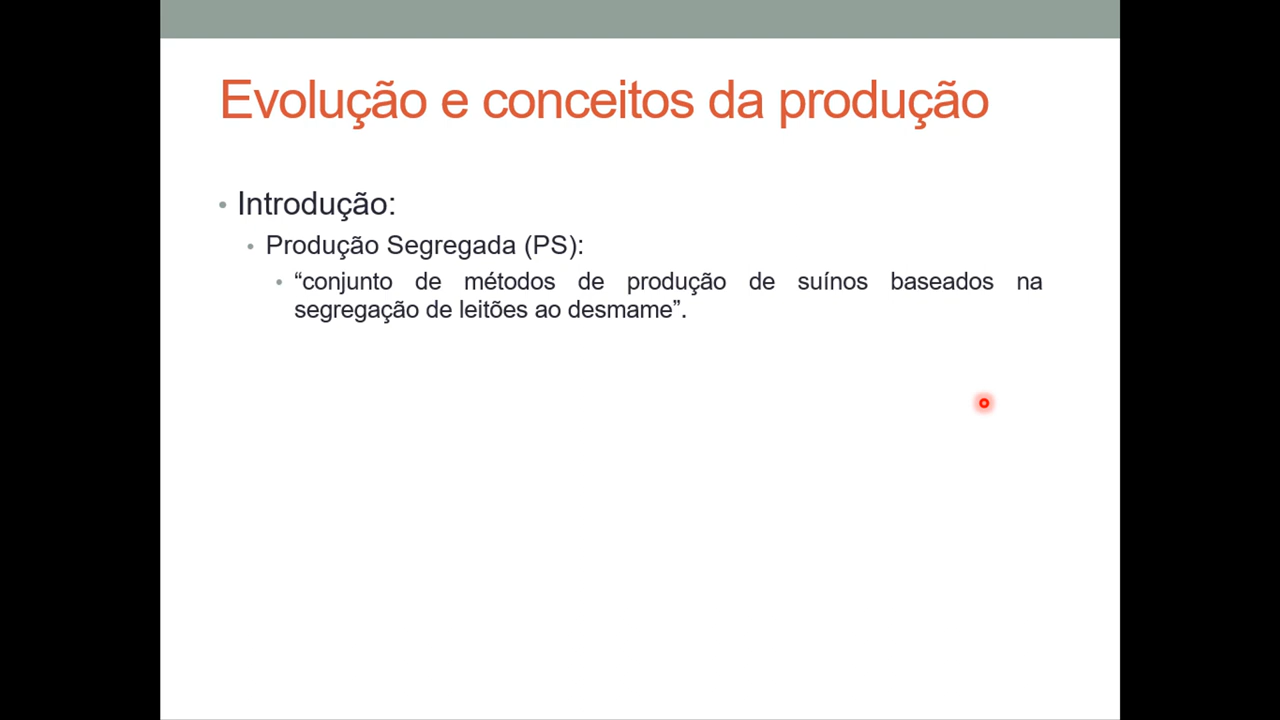 Evolução e conceitos da produção
• Introdução:
• Produção Segregada (PS):
• “conjunto de métodos de produção de suínos baseados na
segregação de leitões ao desmame”.